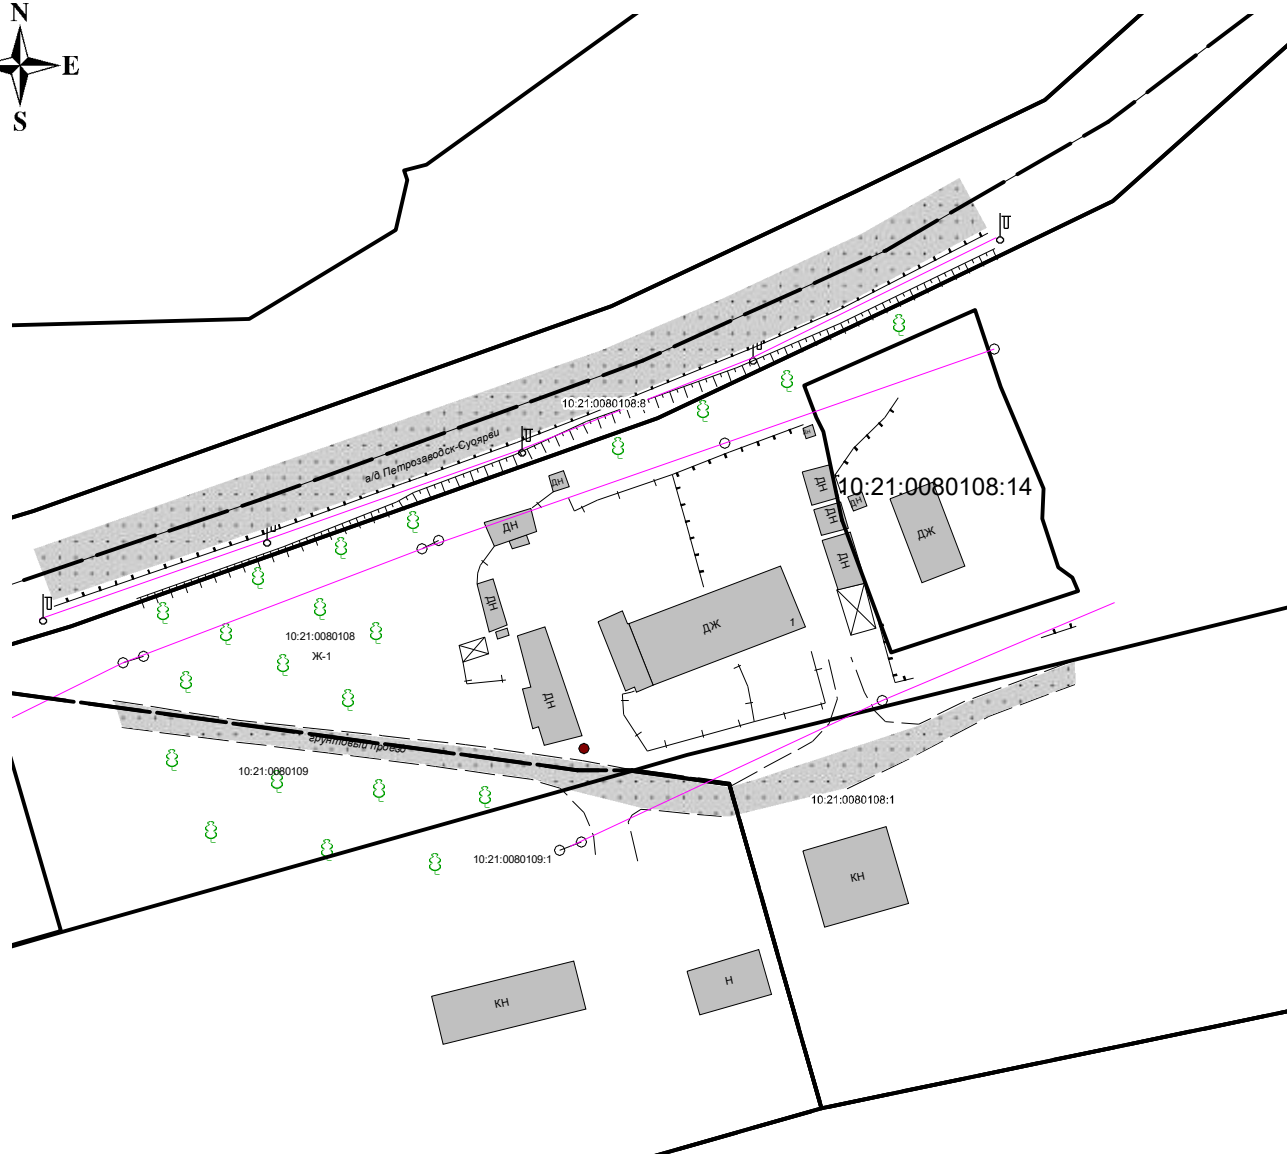 N
E
S
10:21:0080108:8
а/д Петрозаводск-Суоярви
ДН
ДН
ДН
ДН
10:21:0080108:14
ДН
ДН
ДЖ
ДН
ДН
10:21:0080108
Ж-1
ДЖ
1
ДН
грунтовый проезд
10:21:0080109
10:21:0080108:1
10:21:0080109:1
КН
Н
КН